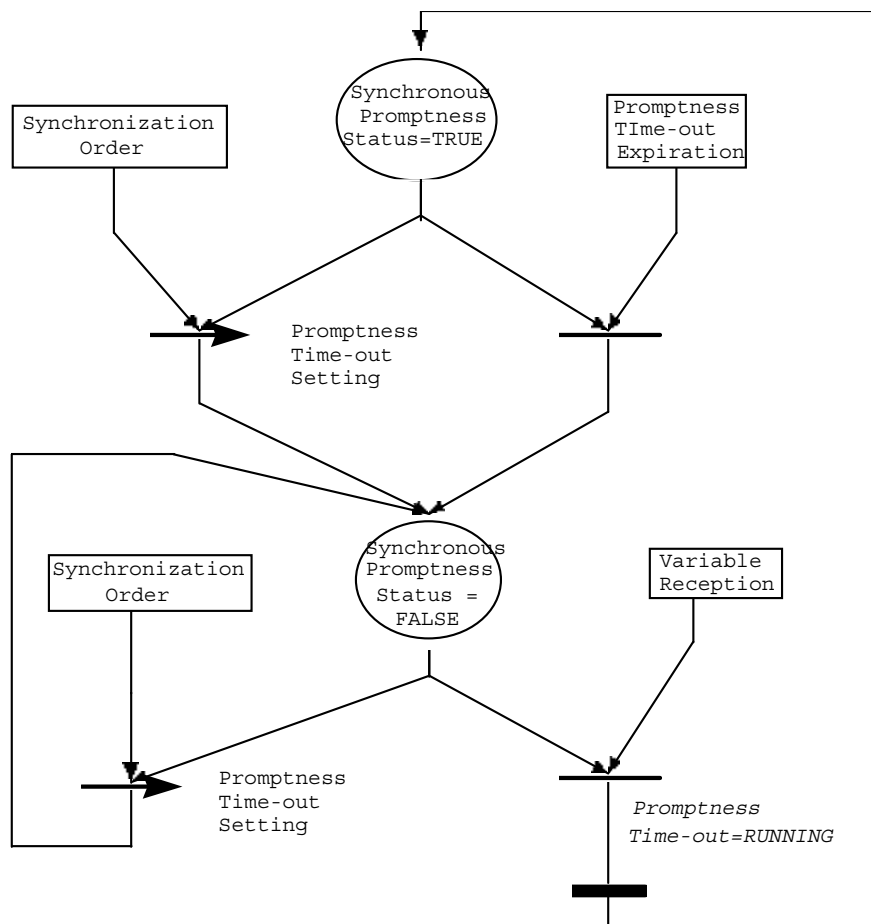 Synchronization
Order
Synchronous
Promptness
Status=TRUE
Promptness
TIme-out
Expiration
Promptness
Time-out
Setting
Synchronization
Order
Synchronous
Promptness
Status =
FALSE
Variable
Reception
Promptness
Time-out
Setting
Promptness
Time-out=RUNNING